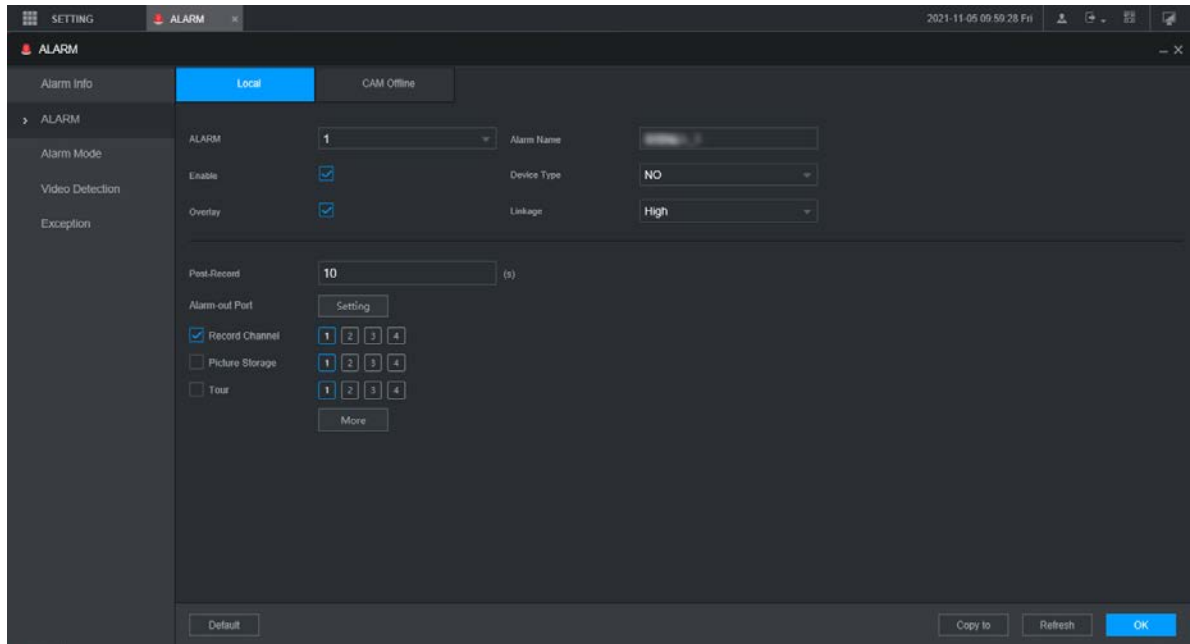 SETTING ALARM × 2021-11-05 09:59:28 Fri
ALARM
Alarm Info Local CAM Offline
ALARM
ALARM 1 Alarm Name
Alarm Mode
Enable Device Type NO
Video Detection
Overlay Linkage High
Exception
Post-Record 10 (s)
Alarm-out Port Setting
Record Channel 1 2 3 4
Picture Storage 1 2 3 4
Tour 1 2 3 4
More
Default Copy to Refresh OK